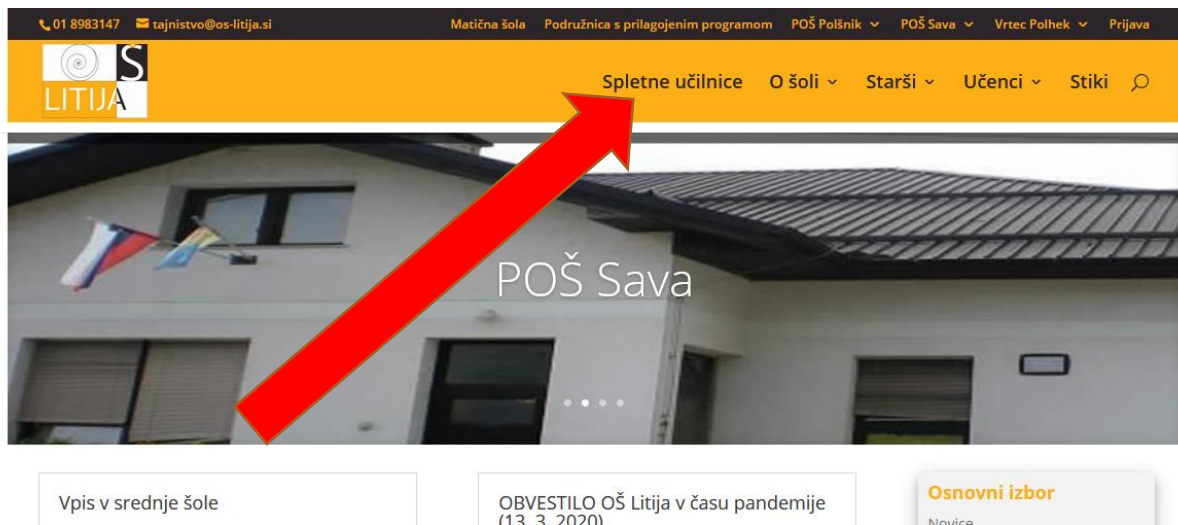 01 8983147 tajnistvo@os-litija.si Matična šola Podružnica s prilagojenim programom POŠ Polšnik POŠ Sava Vrtec Polhek Prijava
OŠ
LITIJA
Spletne učilnice O šoli Starši Učenci Stiki
POŠ Sava
Vpis v srednje šole
OBVESTILO OŠ Litija v času pandemije
(13. 3. 2020)
Osnovni izbor
Novice